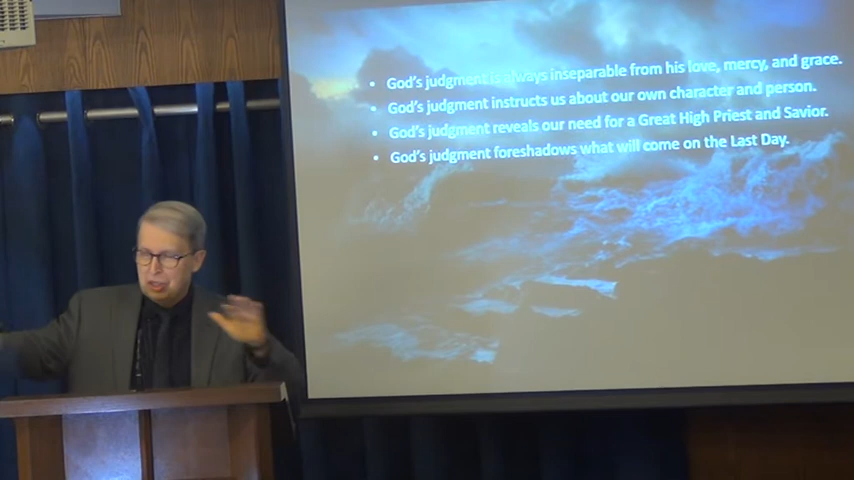 • God's judgment is always inseparable from his love, mercy, and grace.
• God's judgment instructs us about our own character and person.
• God's judgment reveals our need for a Great High Priest and Savior.
• God's judgment foreshadows what will come on the Last Day.